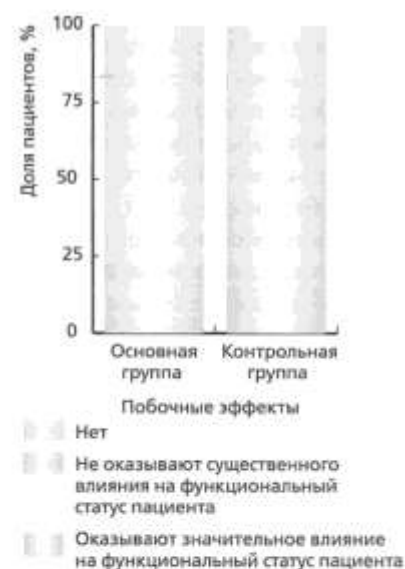 Доля пациентов, %
100
75
50
25
0
Основная группа
Контрольная группа
Побочные эффекты
Нет
Не оказывают существенного
влияния на функциональный
статус пациента
Оказывают значительное влияние
на функциональный статус пациента